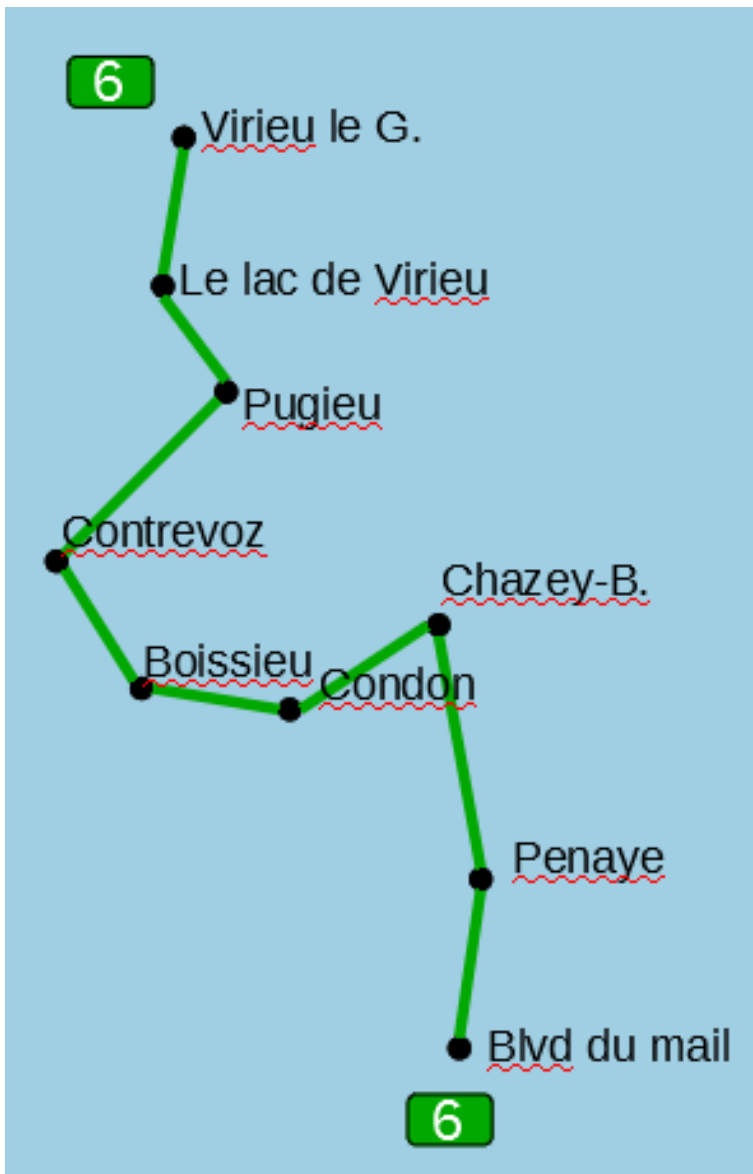 6
Virieu le G.
Le lac de Virieu
Pugieu
Contrevoz
Chazey-B.
Boissieu
Condon
Penaye
Blvd du mail
6